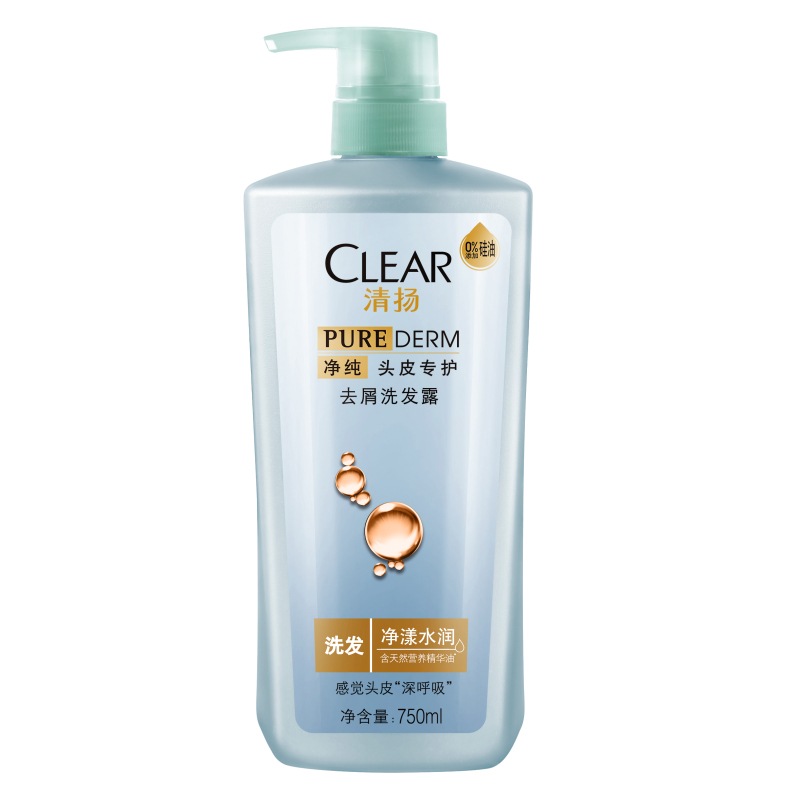 CLEAR
清扬
0%
添加
硅油
PURE DERM
净纯 头皮专护
去屑洗发露
洗发
净漾水润
含天然营养精华油*
感觉头皮“深呼吸”
净含量:750ml